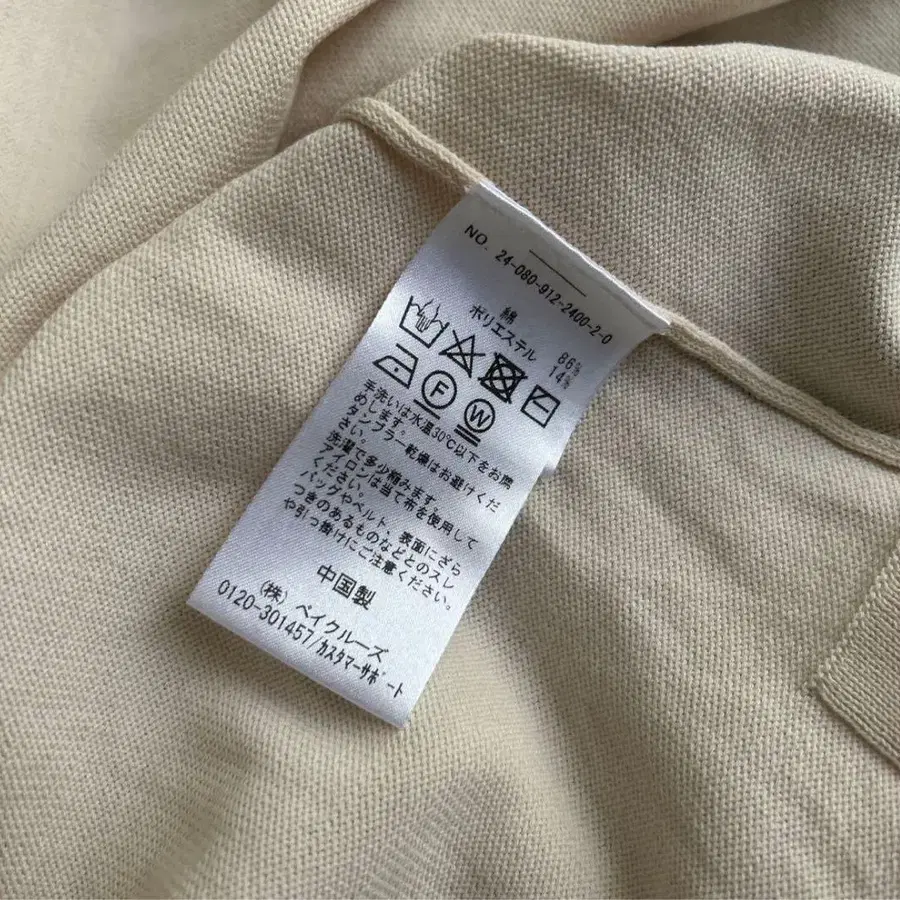 NO. 24-080-912-2400-2-0
綿 86%
ポリエステル 14%
F W
手洗いは水温30℃以下をお奨
めします。
タンブラー乾燥はお避けくだ
さい。
洗濯で多少縮みます。
アイロンは当て布を使用して
ください。
バッグやベルト、表面にざら
つきのあるものなどとのスレ
や引っ掛けにご注意ください。
中国製
(株) ベイクルーズ
0120-301457/カスタマーサポート